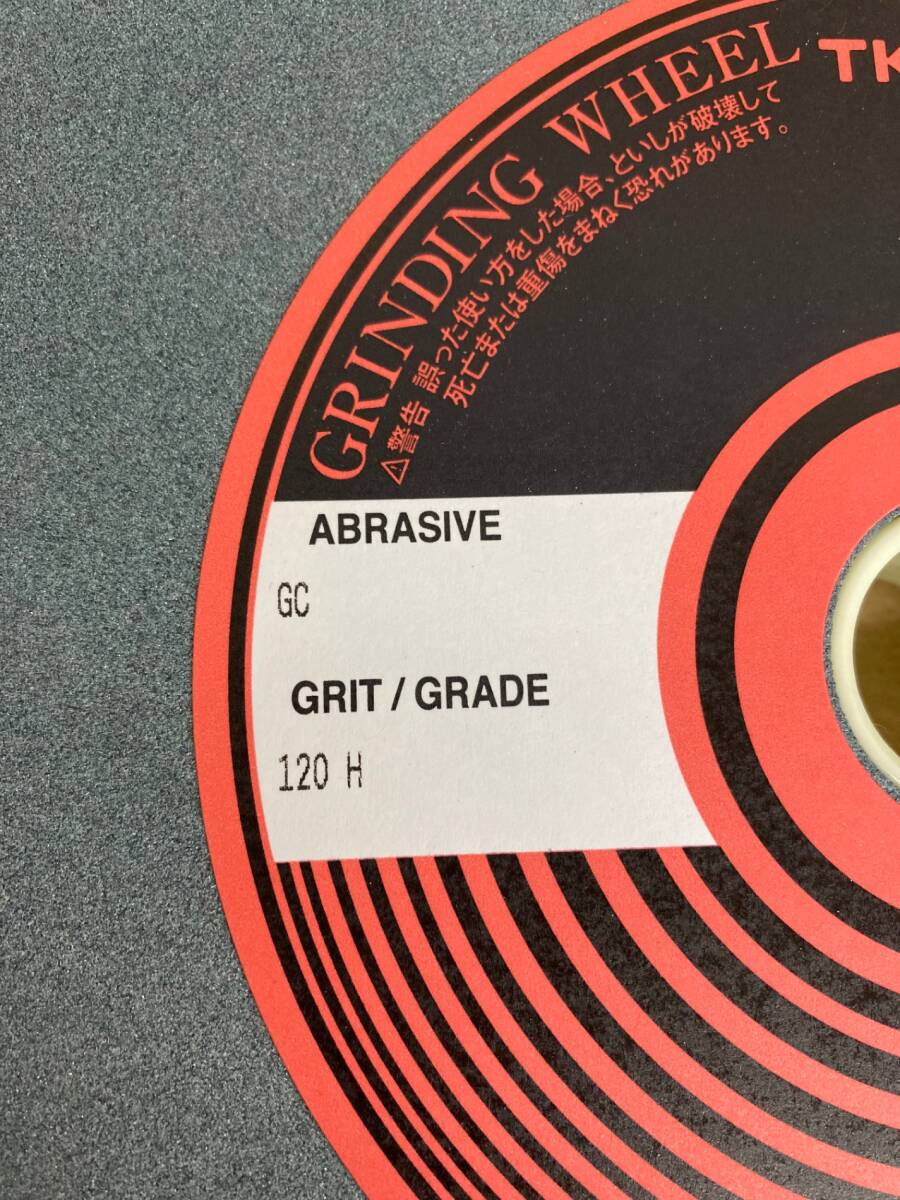 GRINDING WHEEL
TK
⚠警告 誤った使い方をした場合、といしが破壊して
死亡または重傷をまねく恐れがあります。
ABRASIVE
GC
GRIT / GRADE
120 H